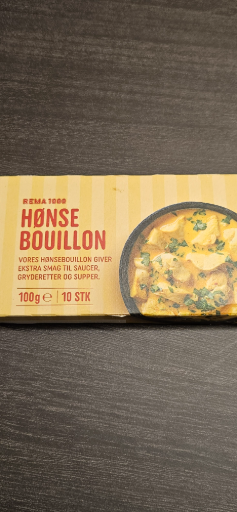 REMA 1000
HØNSE
BOUILLON
VORES HØNSEBOUILLON GIVER
EKSTRA SMAG TIL SAUCER,
GRYDERETTER OG SUPPER.
100g ℮ | 10 STK